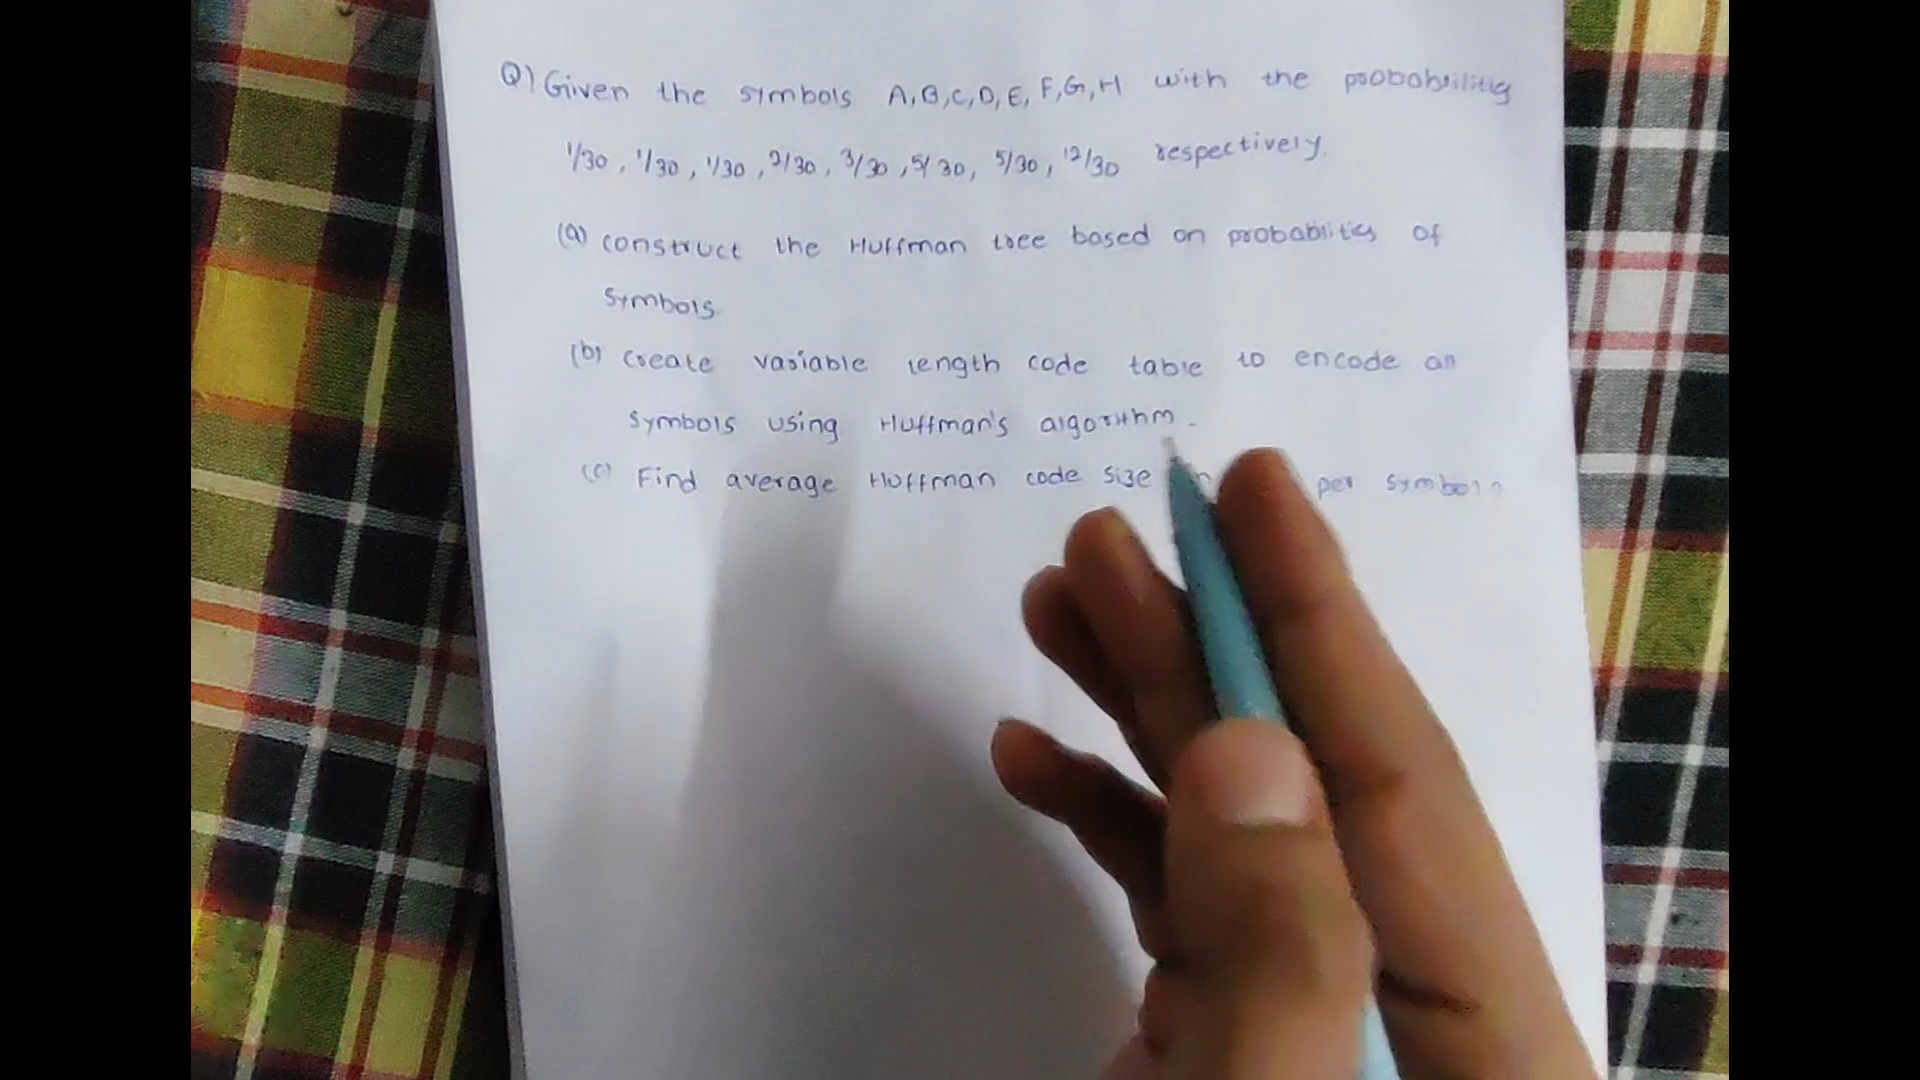 Q) Given the symbols A,B,C,D,E,F,G,H with the probabilities
1/30, 1/30, 1/30, 2/30, 3/30, 5/30, 5/30, 12/30 respectively.
(a) construct the Huffman tree based on probablities of
symbols.
(b) create variable length code table to encode all
symbols using Huffman's algorithm.
(c) Find average Huffman code size per symbols